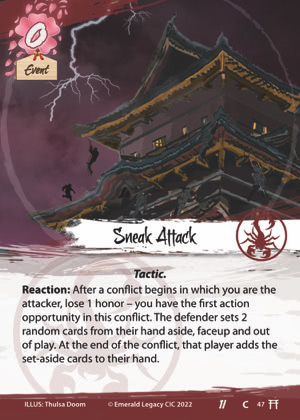 0
Event
Sneak Attack
Tactic.
Reaction: After a conflict begins in which you are the
attacker, lose 1 honor – you have the first action
opportunity in this conflict. The defender sets 2
random cards from their hand aside, faceup and out
of play. At the end of the conflict, that player adds the
set-aside cards to their hand.
ILLUS: Thulsa Doom © Emerald Legacy CIC 2022 C 47